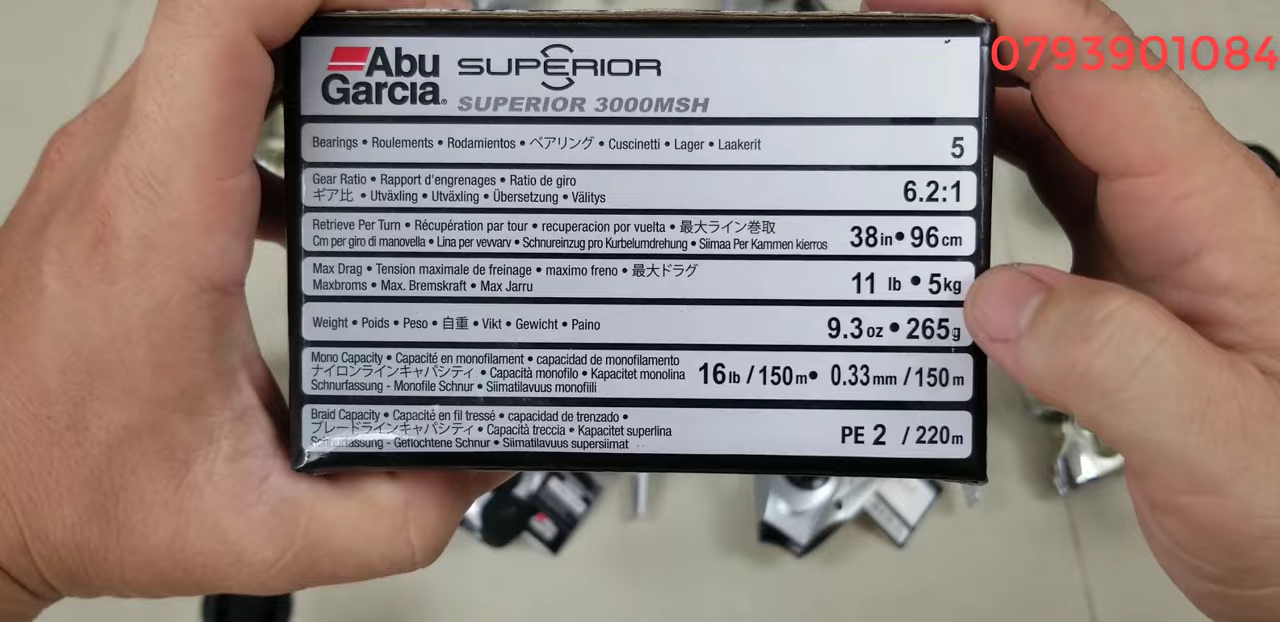 0793901084
Abu
Garcia®
SUPERIOR
SUPERIOR 3000MSH
Bearings • Roulements • Rodamientos • ベアリング • Cuscinetti • Lager • Laakerit
5
Gear Ratio • Rapport d'engrenages • Ratio de giro
ギア比 • Utväxling • Utväxling • Übersetzung • Välitys
6.2:1
Retrieve Per Turn • Récupération par tour • recuperacion por vuelta • 最大ライン巻取
Cm per giro di manovella • Lina per vevvarv • Schnureinzug pro Kurbelumdrehung • Siimaa Per Kammen kierros
38in • 96cm
Max Drag • Tension maximale de freinage • maximo freno • 最大ドラグ
Maxbroms • Max. Bremskraft • Max Jarru
11 lb • 5kg
Weight • Poids • Peso • 自重 • Vikt • Gewicht • Paino
9.3 oz • 265g
Mono Capacity • Capacité en monofilament • capacidad de monofilamento
ナイロンラインキャパシティ • Capacità monofilo • Kapacitet monolina
Schnurfassung - Monofile Schnur • Siimatilavuus monofiili
16lb / 150m • 0.33mm / 150m
Braid Capacity • Capacité en fil tressé • capacidad de trenzado •
ブレードラインキャパシティ • Capacità treccia • Kapacitet superlina
Schnurfassung - Geflochtene Schnur • Siimatilavuus supersiimat
PE 2 / 220m